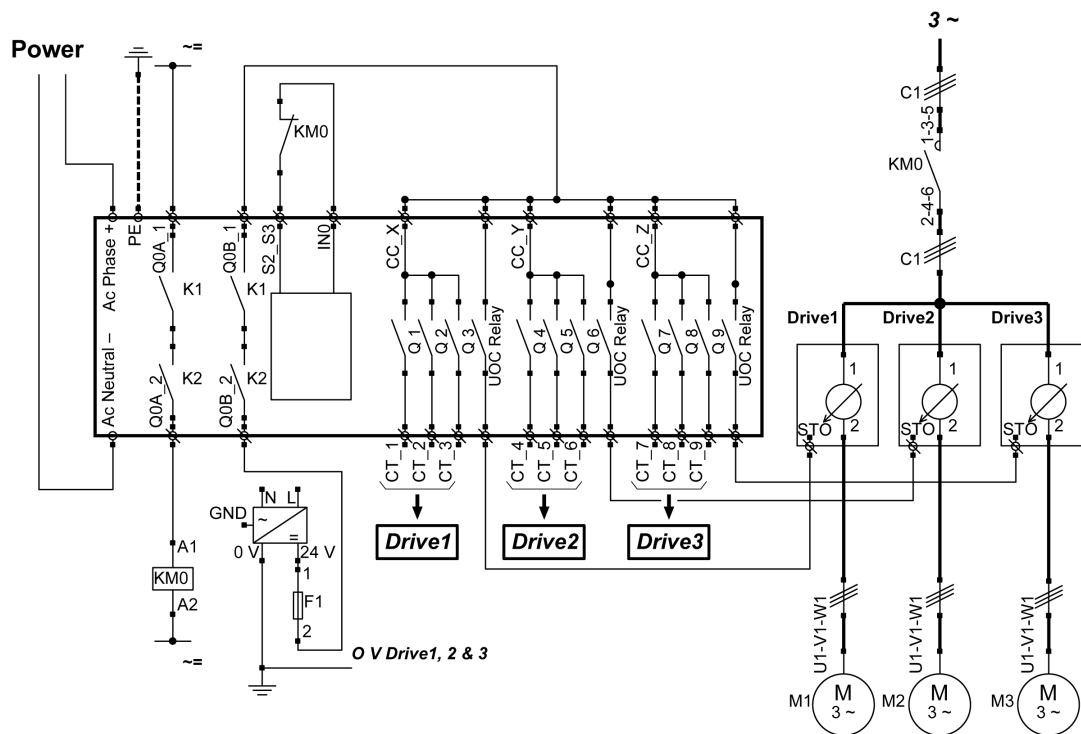 3 ~
Power
~=
C1
1-3-5
KM0
KM0
2-4-6
C1
Ac Phase +
PE
Q0A_1
Q0B_1
S2_S3
IN0
CC_X
CC_Y
CC_Z
K1
K1
Drive1
Drive2
Drive3
Q 1
Q 2
Q 3
UOC Relay
Q 4
Q 5
Q 6
UOC Relay
Q 7
Q 8
Q 9
UOC Relay
Ac Neutral –
Q0A_2
K2
Q0B_2
K2
1
1
1
STO
2
STO
2
STO
2
CT_1
CT_2
CT_3
CT_4
CT_5
CT_6
CT_7
CT_8
CT_9
N L
GND
~
=
Drive1
Drive2
Drive3
0 V
24 V
A1
KM0
A2
1
F1
2
~=
O V Drive1, 2 & 3
U1-V1-W1
U1-V1-W1
U1-V1-W1
M1
M
3 ~
M2
M
3 ~
M3
M
3 ~